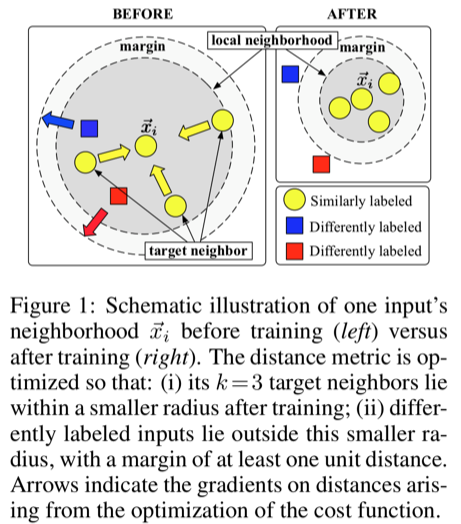 BEFORE
AFTER
margin
local neighborhood
margin
x⃗i
x⃗i
target neighbor
Similarly labeled
Differently labeled
Differently labeled
Figure 1: Schematic illustration of one input's
neighborhood x⃗i before training (left) versus
after training (right). The distance metric is op-
timized so that: (i) its k=3 target neighbors lie
within a smaller radius after training; (ii) differ-
ently labeled inputs lie outside this smaller ra-
dius, with a margin of at least one unit distance.
Arrows indicate the gradients on distances aris-
ing from the optimization of the cost function.